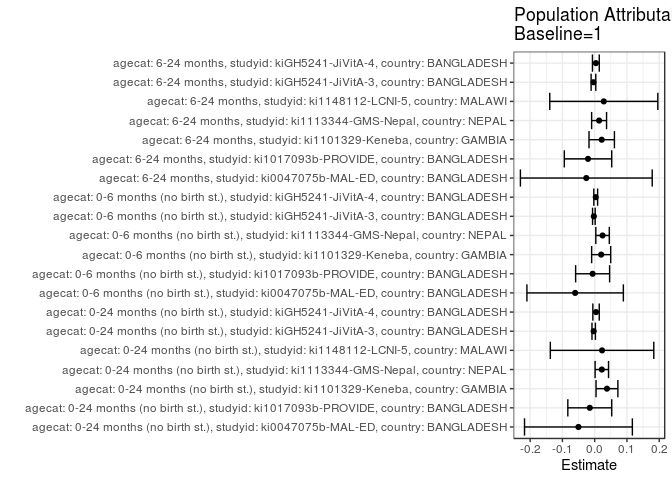 Population Attributa
Baseline=1
agecat: 6-24 months, studyid: kiGH5241-JiVitA-4, country: BANGLADESH
agecat: 6-24 months, studyid: kiGH5241-JiVitA-3, country: BANGLADESH
agecat: 6-24 months, studyid: ki1148112-LCNI-5, country: MALAWI
agecat: 6-24 months, studyid: ki1113344-GMS-Nepal, country: NEPAL
agecat: 6-24 months, studyid: ki1101329-Keneba, country: GAMBIA
agecat: 6-24 months, studyid: ki1017093b-PROVIDE, country: BANGLADESH
agecat: 6-24 months, studyid: ki0047075b-MAL-ED, country: BANGLADESH
agecat: 0-6 months (no birth st.), studyid: kiGH5241-JiVitA-4, country: BANGLADESH
agecat: 0-6 months (no birth st.), studyid: kiGH5241-JiVitA-3, country: BANGLADESH
agecat: 0-6 months (no birth st.), studyid: ki1113344-GMS-Nepal, country: NEPAL
agecat: 0-6 months (no birth st.), studyid: ki1101329-Keneba, country: GAMBIA
agecat: 0-6 months (no birth st.), studyid: ki1017093b-PROVIDE, country: BANGLADESH
agecat: 0-6 months (no birth st.), studyid: ki0047075b-MAL-ED, country: BANGLADESH
agecat: 0-24 months (no birth st.), studyid: kiGH5241-JiVitA-4, country: BANGLADESH
agecat: 0-24 months (no birth st.), studyid: kiGH5241-JiVitA-3, country: BANGLADESH
agecat: 0-24 months (no birth st.), studyid: ki1148112-LCNI-5, country: MALAWI
agecat: 0-24 months (no birth st.), studyid: ki1113344-GMS-Nepal, country: NEPAL
agecat: 0-24 months (no birth st.), studyid: ki1101329-Keneba, country: GAMBIA
agecat: 0-24 months (no birth st.), studyid: ki1017093b-PROVIDE, country: BANGLADESH
agecat: 0-24 months (no birth st.), studyid: ki0047075b-MAL-ED, country: BANGLADESH
-0.2 -0.1 0.0 0.1 0.2
Estimate